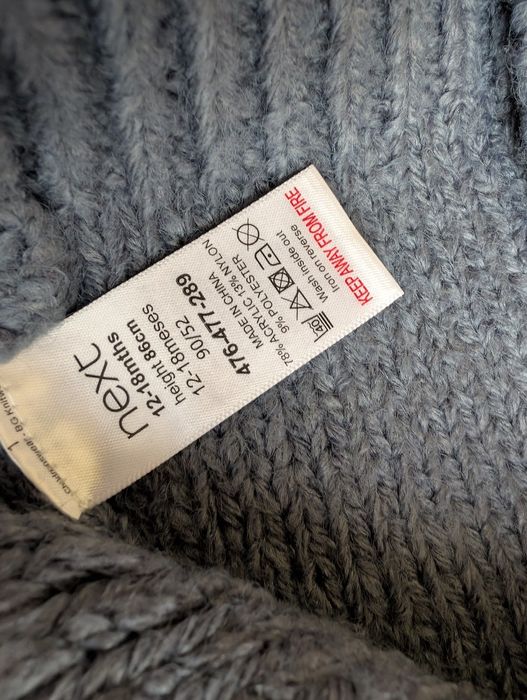 next
12-18mths
height 86cm
12-18meses
90/52
476-477-289
MADE IN CHINA
78% ACRYLIC 13% NYLON
9% POLYESTER
40
Wash inside out
Iron on reverse
KEEP AWAY FROM FIRE